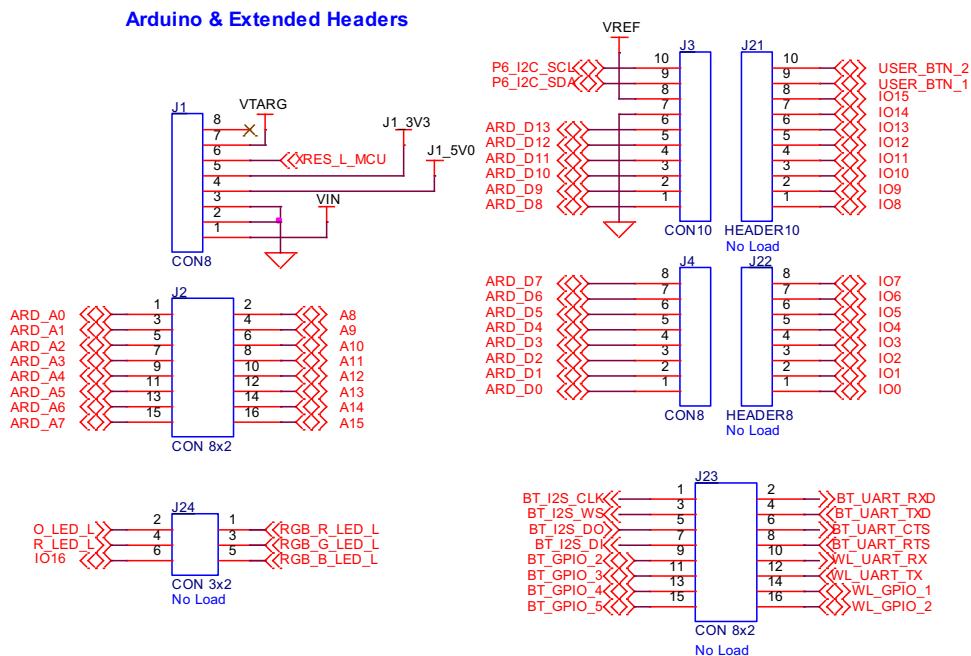 Arduino & Extended Headers
J1
VTARG
8
7
6
5
4
3
2
1
XRES_L_MCU
J1_3V3
J1_5V0
VIN
CON8
VREF
J3
P6_I2C_SCL 10
P6_I2C_SDA 9
8
7
ARD_D13 6
ARD_D12 5
ARD_D11 4
ARD_D10 3
ARD_D9 2
ARD_D8 1
CON10
J21
10 USER_BTN_2
9 USER_BTN_1
8 IO15
7 IO14
6 IO13
5 IO12
4 IO11
3 IO10
2 IO9
1 IO8
HEADER10
No Load
J2
ARD_A0 1 2 A8
ARD_A1 3 4 A9
ARD_A2 5 6 A10
ARD_A3 7 8 A11
ARD_A4 9 10 A12
ARD_A5 11 12 A13
ARD_A6 13 14 A14
ARD_A7 15 16 A15
CON 8x2
J4
ARD_D7 8
ARD_D6 7
ARD_D5 6
ARD_D4 5
ARD_D3 4
ARD_D2 3
ARD_D1 2
ARD_D0 1
CON8
J22
8 IO7
7 IO6
6 IO5
5 IO4
4 IO3
3 IO2
2 IO1
1 IO0
HEADER8
No Load
J24
O_LED_L 2 1 RGB_R_LED_L
R_LED_L 4 3 RGB_G_LED_L
IO16 6 5 RGB_B_LED_L
CON 3x2
No Load
J23
BT_I2S_CLK 1 2 BT_UART_RXD
BT_I2S_WS 3 4 BT_UART_TXD
BT_I2S_DO 5 6 BT_UART_CTS
BT_I2S_DI 7 8 BT_UART_RTS
BT_GPIO_2 9 10 WL_UART_RX
BT_GPIO_3 11 12 WL_UART_TX
BT_GPIO_4 13 14 WL_GPIO_1
BT_GPIO_5 15 16 WL_GPIO_2
CON 8x2
No Load